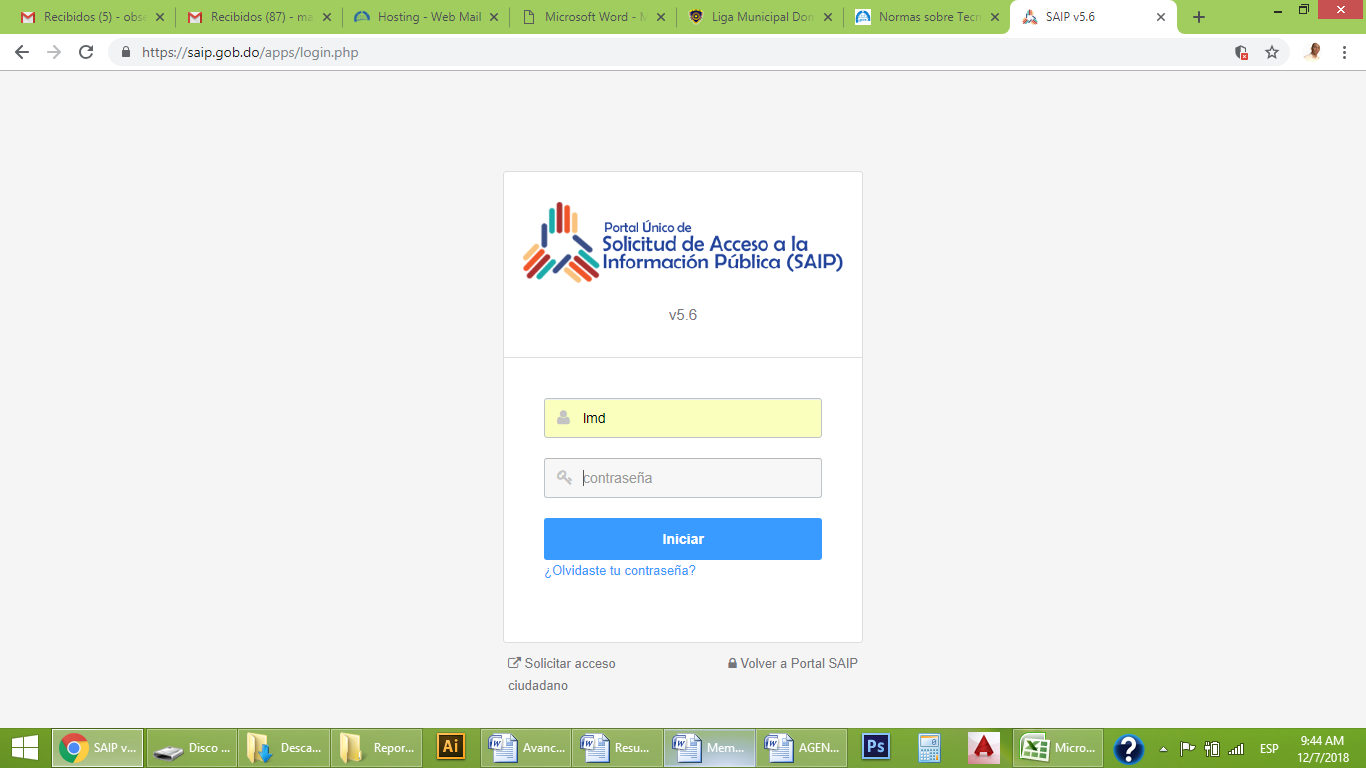 Recibidos (5) - obse
Recibidos (87) - ma
Hosting - Web Mail
Microsoft Word - M
Liga Municipal Dom
Normas sobre Tecn
SAIP v5.6
https://saip.gob.do/apps/login.php
Portal Único de
Solicitud de Acceso a la
Información Pública (SAIP)
v5.6
lmd
contraseña
Iniciar
¿Olvidaste tu contraseña?
Solicitar acceso
ciudadano
Volver a Portal SAIP
SAIP v...
Disco ...
Desca...
Repor...
Ai
Avanc...
Resu...
Mem...
AGEN...
Ps
Micro...
ESP
9:44 AM
12/7/2018